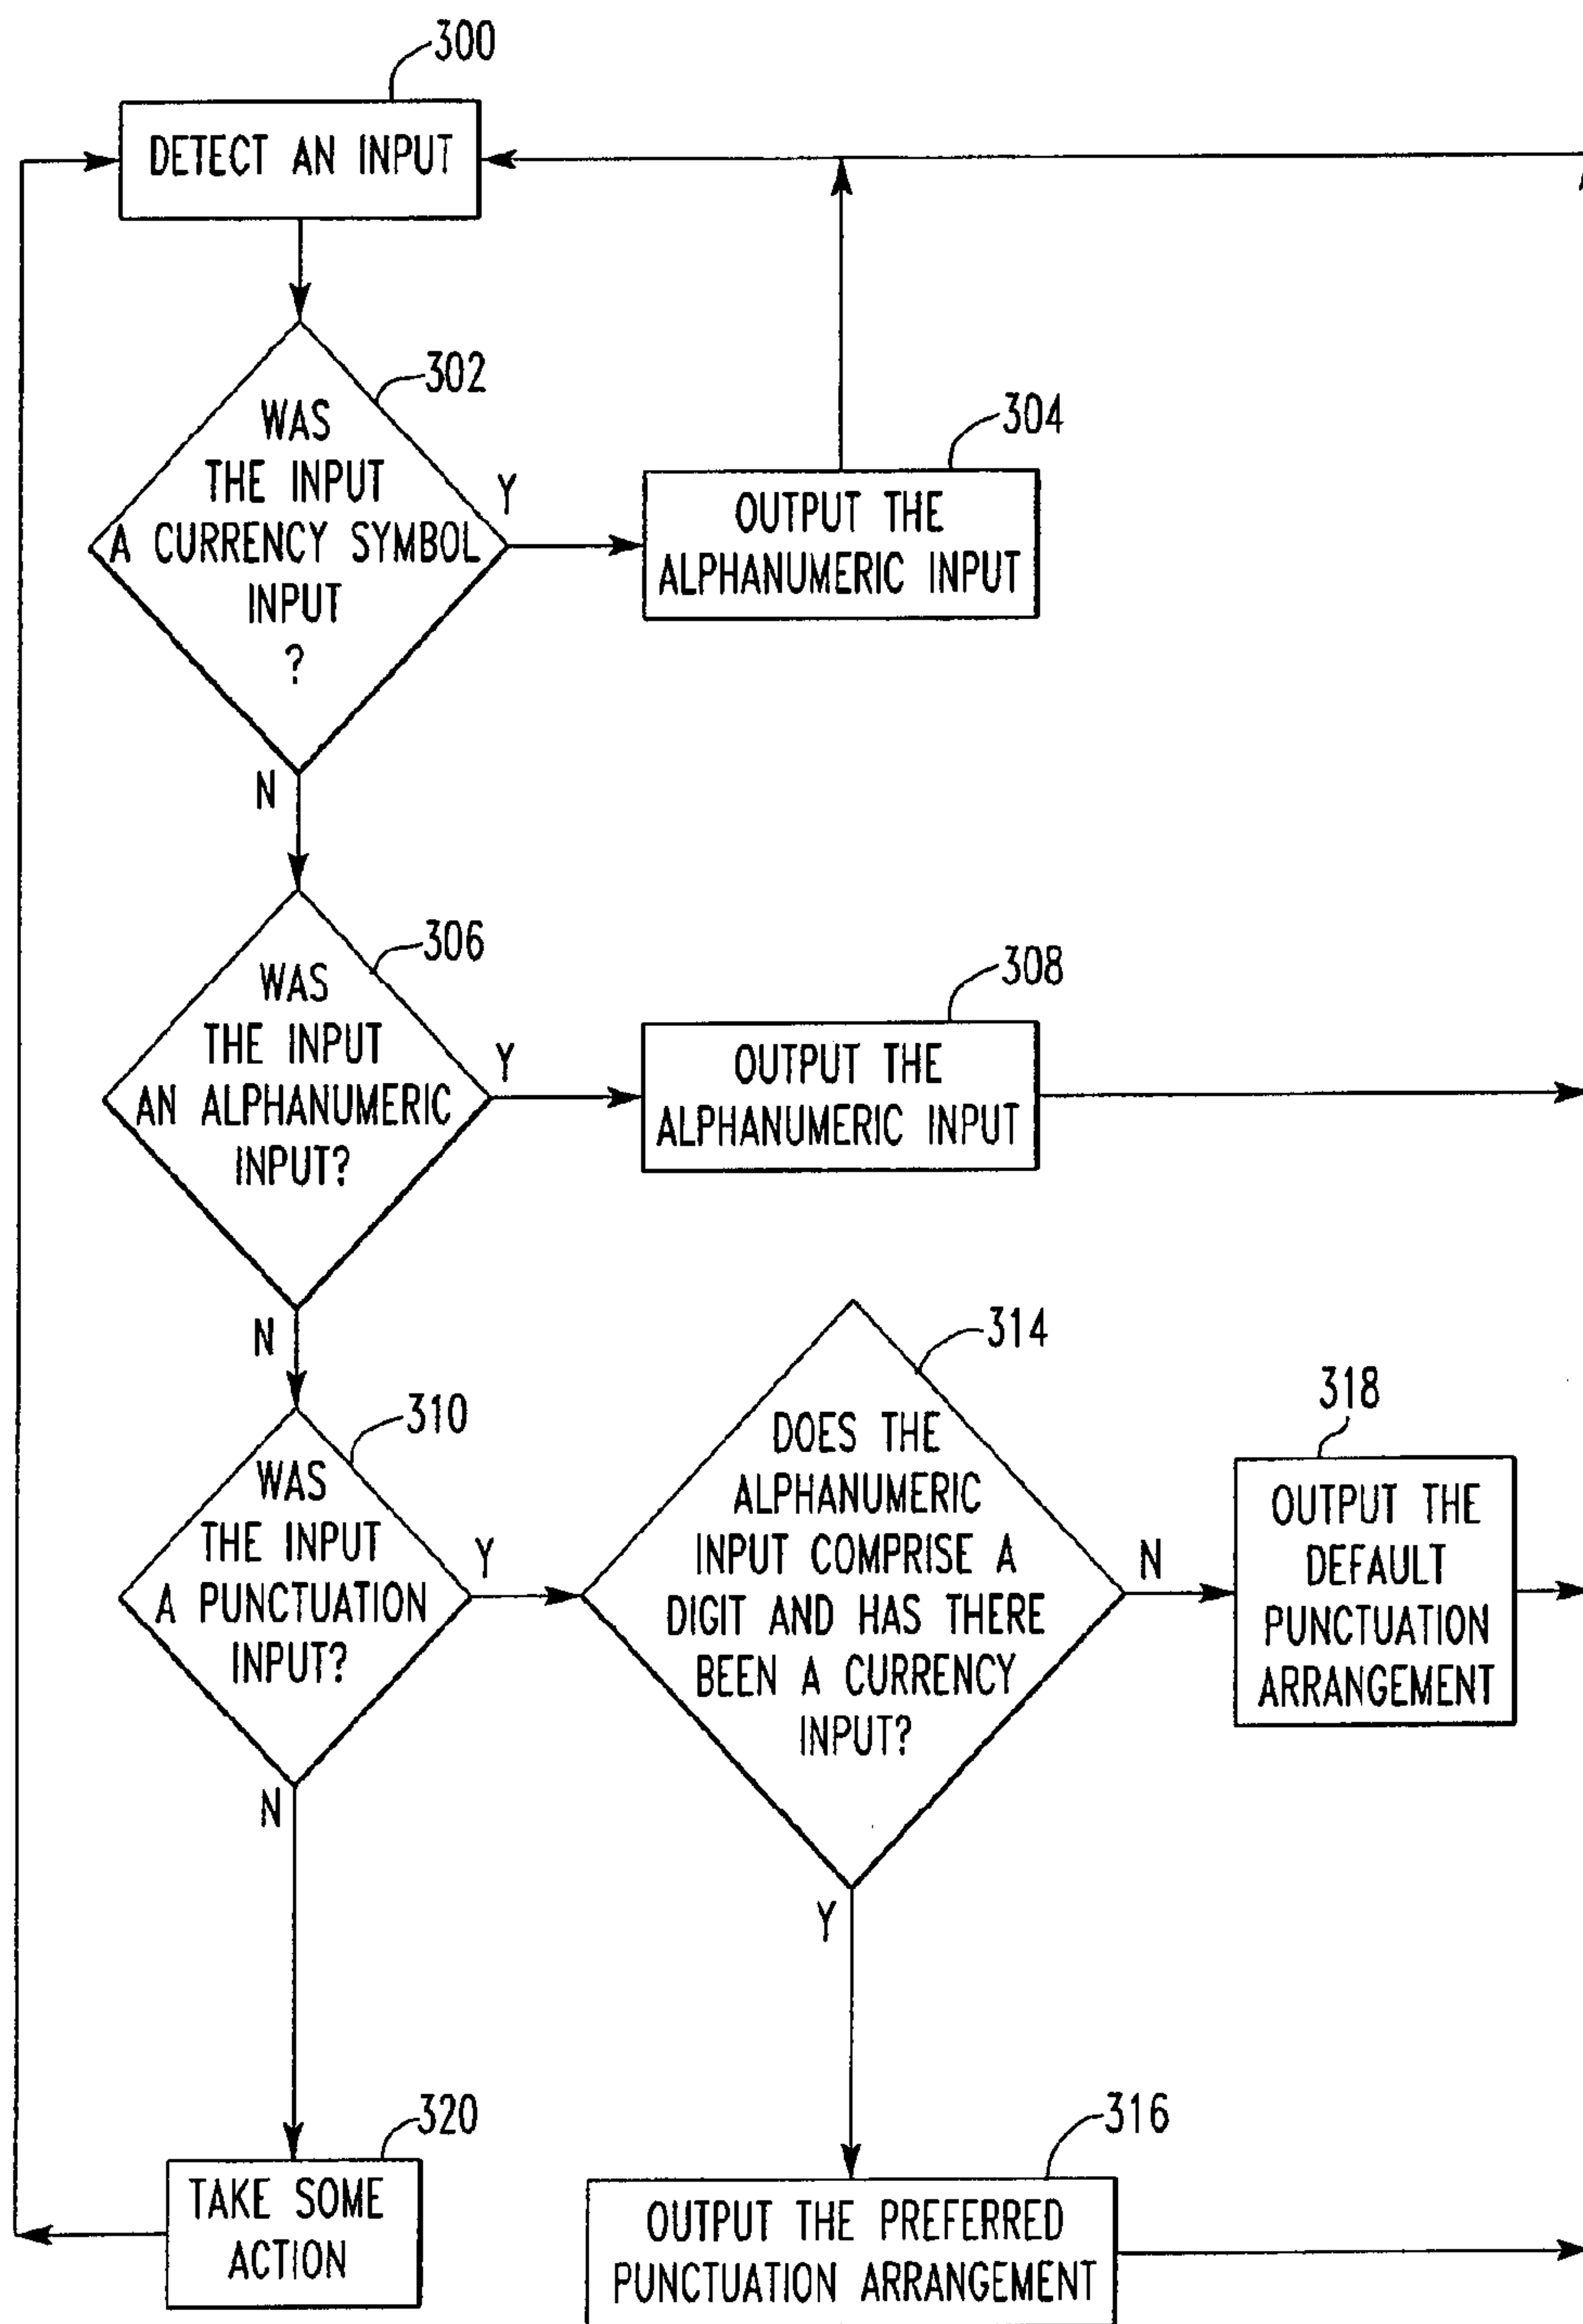 300
DETECT AN INPUT
302
WAS
THE INPUT
A CURRENCY SYMBOL
INPUT
?
Y
304
OUTPUT THE
ALPHANUMERIC INPUT
N
306
WAS
THE INPUT
AN ALPHANUMERIC
INPUT?
Y
308
OUTPUT THE
ALPHANUMERIC INPUT
N
310
WAS
THE INPUT
A PUNCTUATION
INPUT?
Y
314
DOES THE
ALPHANUMERIC
INPUT COMPRISE A
DIGIT AND HAS THERE
BEEN A CURRENCY
INPUT?
N
318
OUTPUT THE
DEFAULT
PUNCTUATION
ARRANGEMENT
N
Y
320
TAKE SOME
ACTION
316
OUTPUT THE PREFERRED
PUNCTUATION ARRANGEMENT